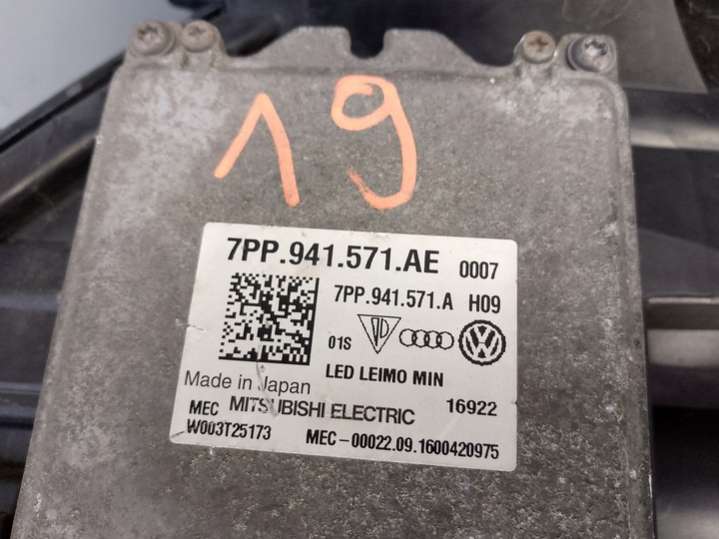 19
7PP.941.571.AE 0007
7PP.941.571.A H09
01S
LED LEIMO MIN
Made in Japan
16922
MEC MITSUBISHI ELECTRIC
W003T25173 MEC-00022.09.1600420975